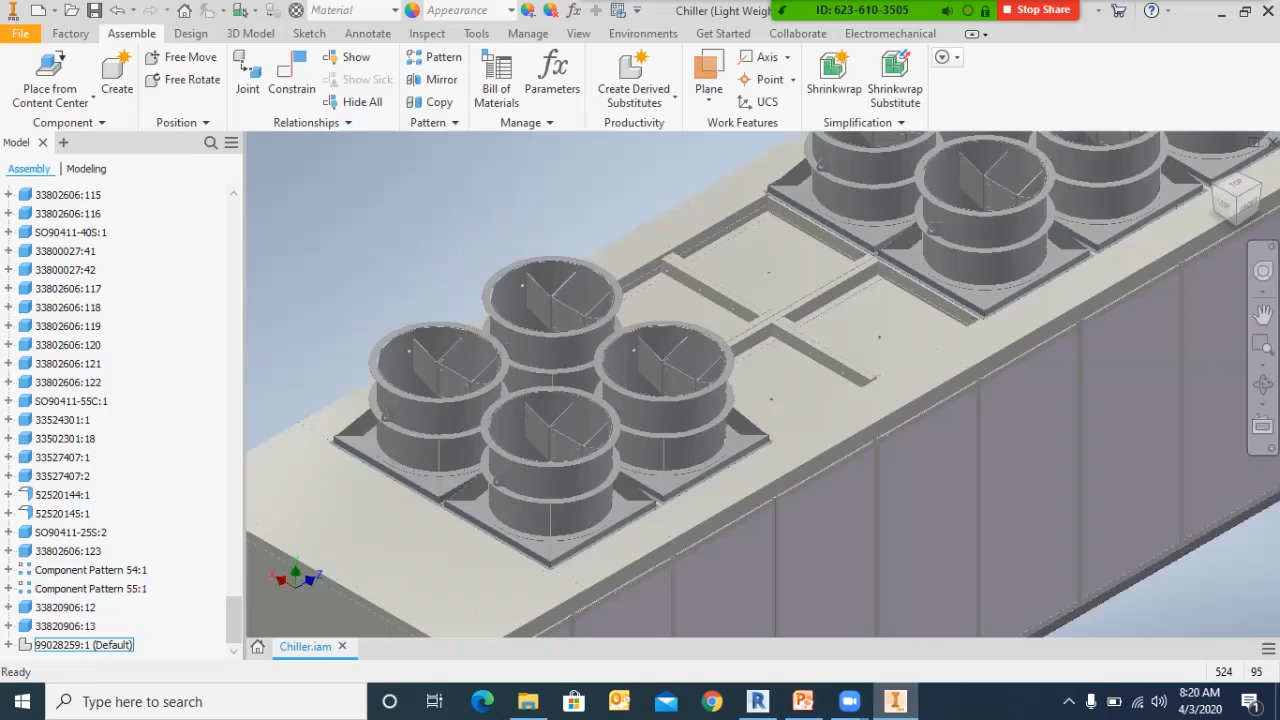 Material
Appearance
Chiller (Light Weigh
ID: 623-610-3505
Stop Share
File Factory Assemble Design 3D Model Sketch Annotate Inspect Tools Manage View Environments Get Started Collaborate Electromechanical
Place from
Content Center
Create
Free Move
Free Rotate
Joint
Constrain
Show
Show Sick
Hide All
Pattern
Mirror
Copy
Bill of
Materials
Parameters
Create Derived
Substitutes
Plane
Axis
Point
UCS
Shrinkwrap
Shrinkwrap
Substitute
Component
Position
Relationships
Pattern
Manage
Productivity
Work Features
Simplification
Model
Assembly
Modeling
33802606:115
33802606:116
SO90411-40S:1
33800027:41
33800027:42
33802606:117
33802606:118
33802606:119
33802606:120
33802606:121
33802606:122
SO90411-55C:1
33524301:1
33502301:18
33527407:1
33527407:2
52520144:1
52520145:1
SO90411-25S:2
33802606:123
Component Pattern 54:1
Component Pattern 55:1
33820906:12
33820906:13
99028259:1 (Default)
TOP
X
Y
Z
Chiller.iam
Ready
524 95
Type here to search
8:20 AM
4/3/2020